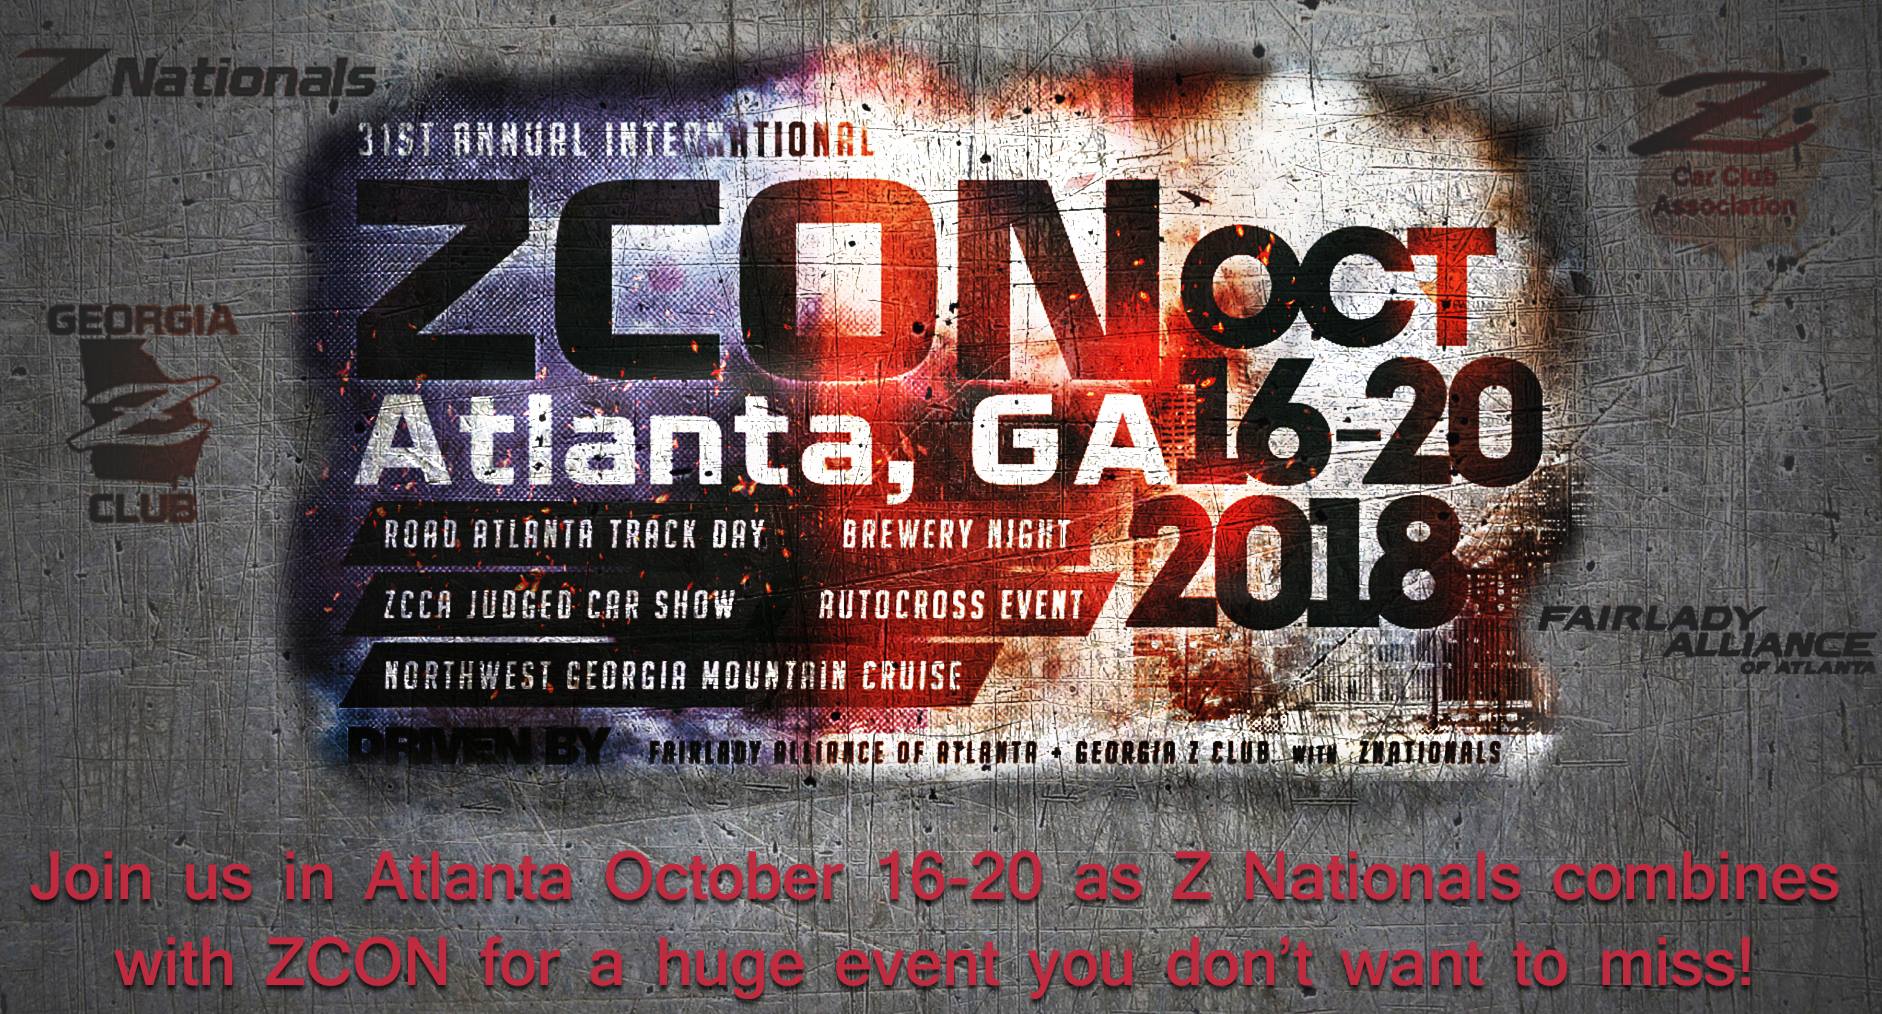 Z Nationals
31ST ANNUAL INTERNATIONAL
ZCON
OCT
16-20
2018
Atlanta, GA
Z
Car Club
Association
GEORGIA
Z
CLUB
ROAD ATLANTA TRACK DAY
BREWERY NIGHT
ZCCA JUDGED CAR SHOW
AUTOCROSS EVENT
NORTHWEST GEORGIA MOUNTAIN CRUISE
FAIRLADY
ALLIANCE
OF ATLANTA
DRIVEN BY FAIRLADY ALLIANCE OF ATLANTA + GEORGIA Z CLUB WITH ZNATIONALS
Join us in Atlanta October 16-20 as Z Nationals combines
with ZCON for a huge event you don't want to miss!